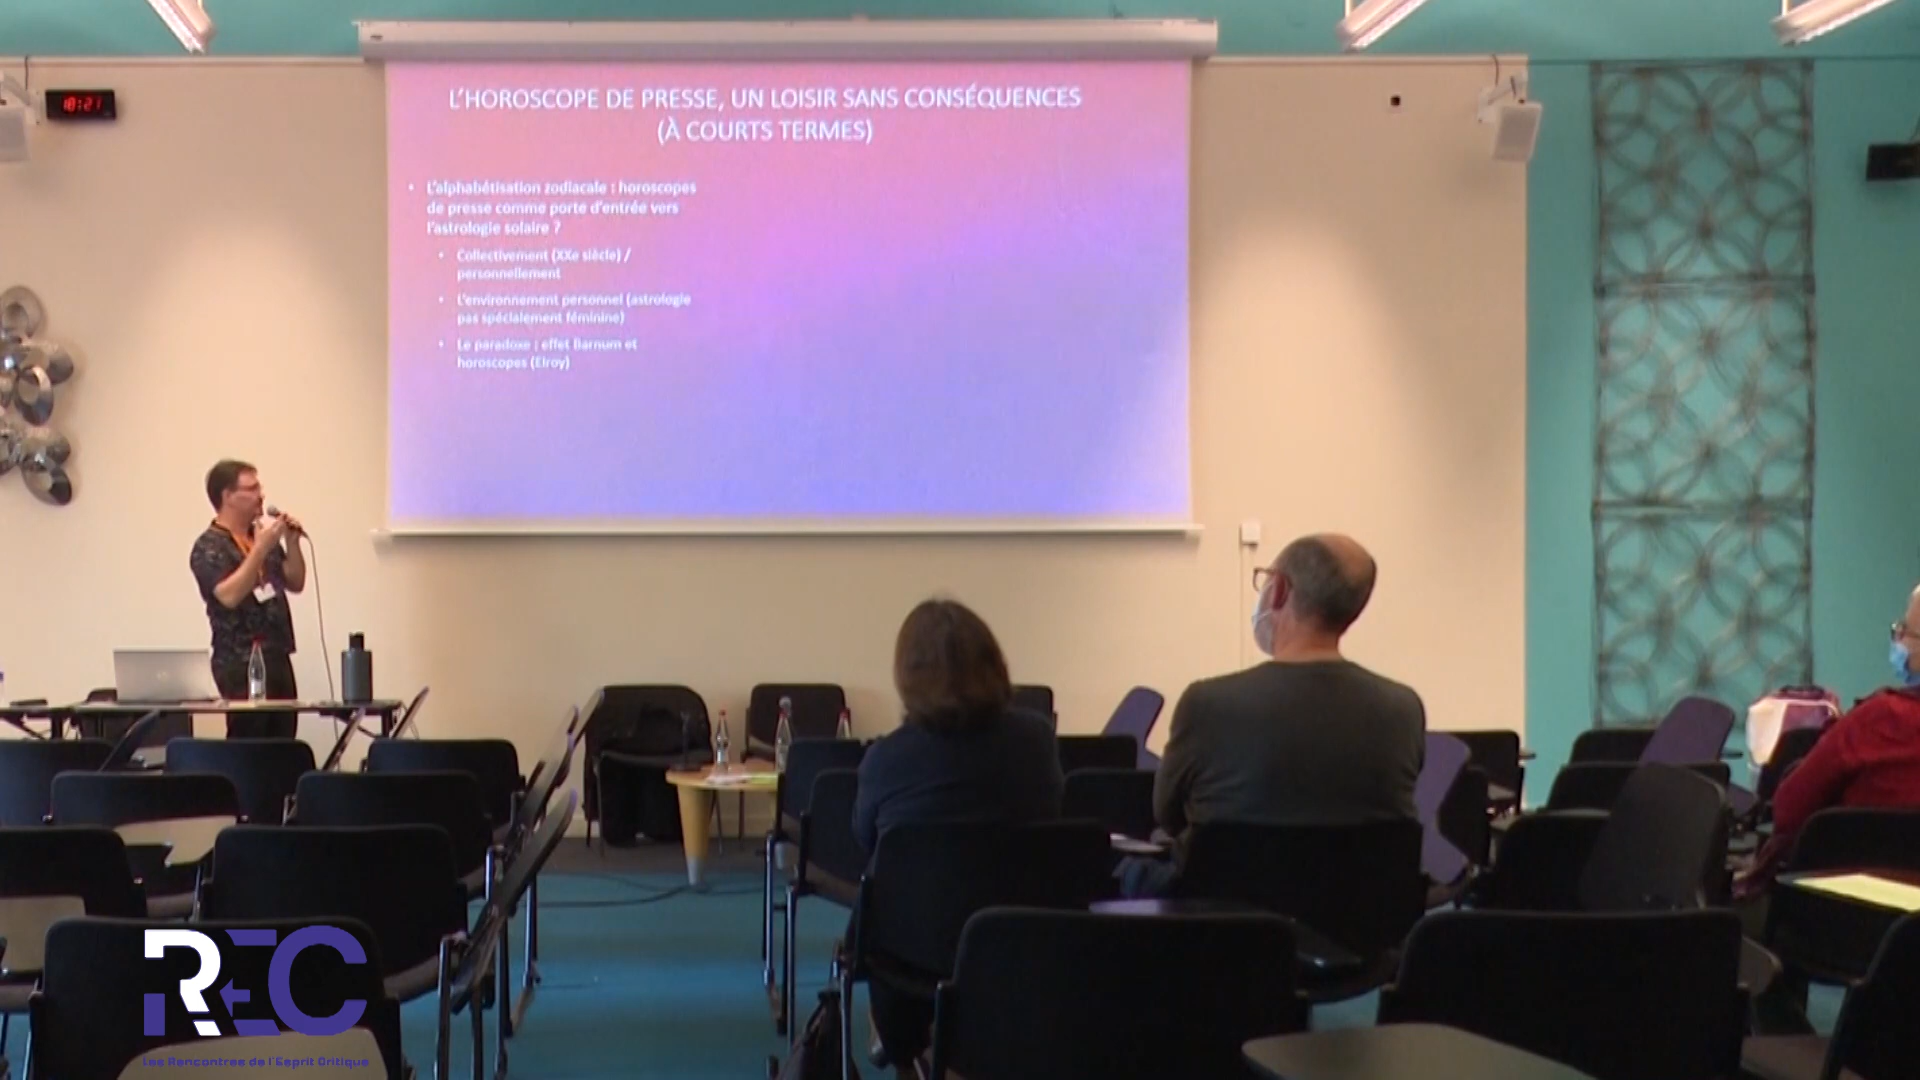 10:21
L'HOROSCOPE DE PRESSE, UN LOISIR SANS CONSÉQUENCES
(À COURTS TERMES)
• L'alphabétisation zodiacale : horoscopes
de presse comme porte d'entrée vers
l'astrologie solaire ?
• Collectivement (XXe siècle) /
personnellement
• L'environnement personnel (astrologie
pas spécialement féminine)
• Le paradoxe : effet Barnum et
horoscopes (Elroy)
REC
Les Rencontres de l'Esprit Critique